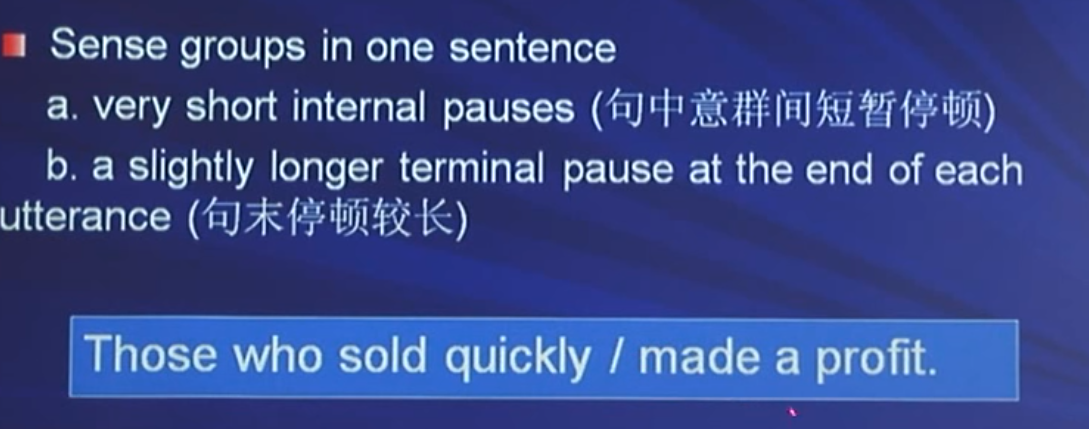 Sense groups in one sentence
a. very short internal pauses (句中意群间短暂停顿)
b. a slightly longer terminal pause at the end of each
utterance (句末停顿较长)
Those who sold quickly / made a profit.